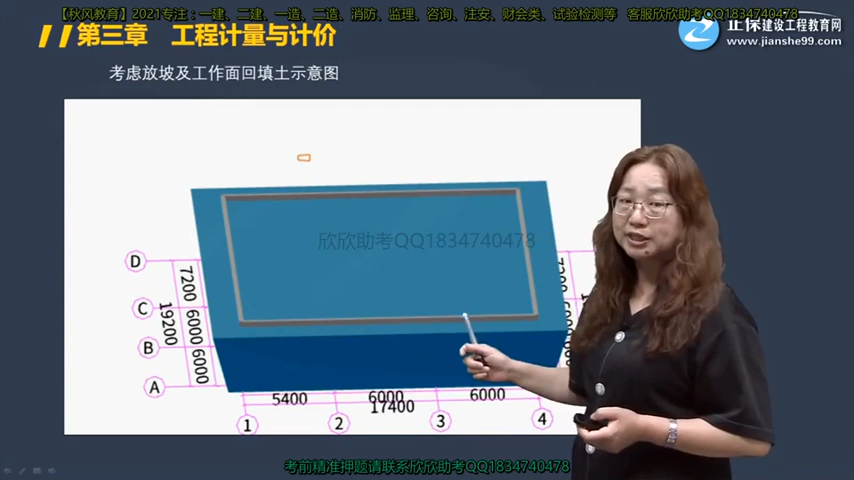 【秋风教育】2021专注：一建、二建、一造、二造、消防、监理、咨询、注安、财会类、试验检测等 客服欣欣助考QQ1834740478
第三章 工程计量与计价
正保建设工程教育网
www.jianshe99.com
考虑放坡及工作面回填土示意图
欣欣助考QQ1834740478
D
7200
C
19200
6000
B
6000
A
5400
6000
6000
17400
1
2
3
4
考前精准押题请联系欣欣助考QQ1834740478